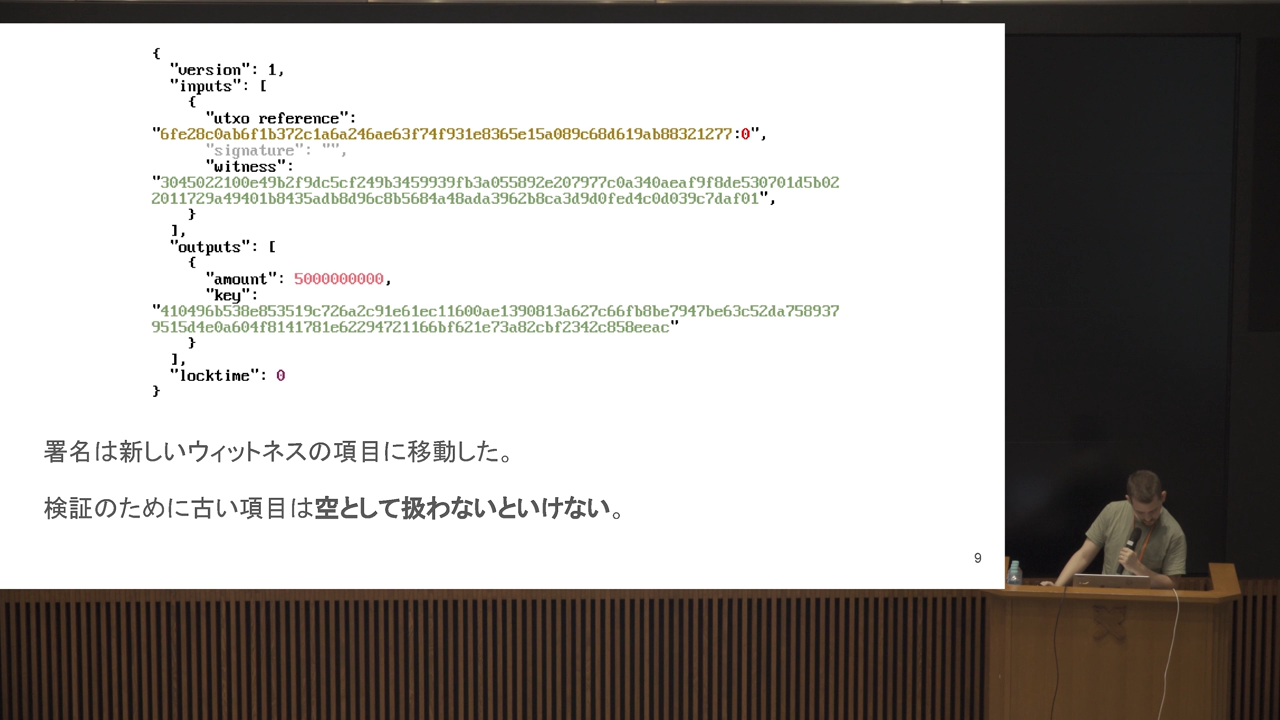 {
"version": 1,
"inputs": [
{
"utxo reference":
"6fe28c0ab6f1b372c1a6a246ae63f74f931e8365e15a089c68d619ab88321277:0",
"signature": "",
"witness":
"3045022100e49b2f9dc5cf249b3459939fb3a055892e207977c0a340aeaf9f8de530701d5b02
2011729a49401b8435adb8d96c8b5684a48ada3962b8ca3d9d0fed4c0d039c7daf01",
}
],
"outputs": [
{
"amount": 5000000000,
"key":
"410496b538e853519c726a2c91e61ec11600ae1390813a627c66fb8be7947be63c52da758937
9515d4e0a604f8141781e62294721166bf621e73a82cbf2342c858eeac"
}
],
"locktime": 0
}
署名は新しいウィットネスの項目に移動した。
検証のために古い項目は空として扱わないといけない。
9